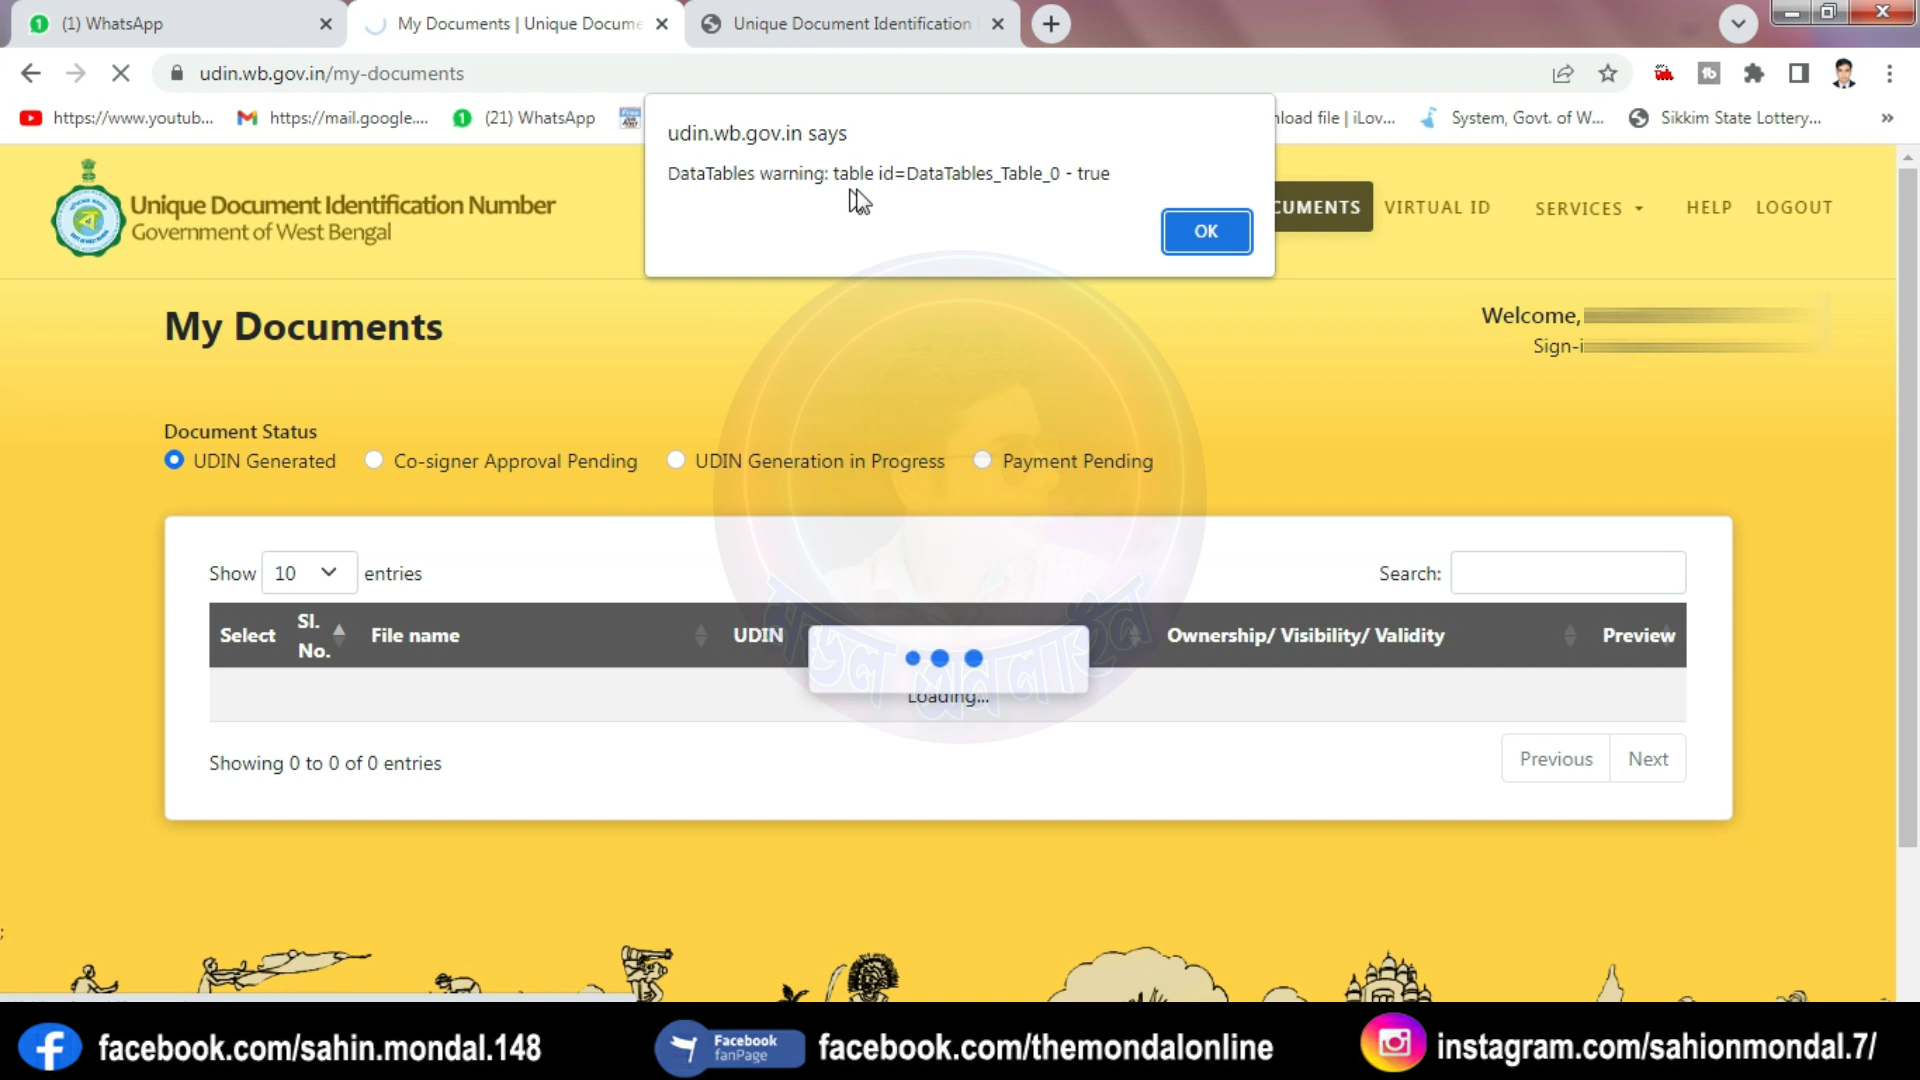 (1) WhatsApp
My Documents | Unique Docume
Unique Document Identification
udin.wb.gov.in/my-documents
https://www.youtub...
https://mail.google....
(21) WhatsApp
nload file | iLov...
System, Govt. of W...
Sikkim State Lottery...
udin.wb.gov.in says
DataTables warning: table id=DataTables_Table_0 - true
OK
Unique Document Identification Number
Government of West Bengal
CUMENTS
VIRTUAL ID
SERVICES
HELP
LOGOUT
My Documents
Welcome,
Sign-i
Document Status
UDIN Generated
Co-signer Approval Pending
UDIN Generation in Progress
Payment Pending
Show 10 entries
Search:
Select
Sl. No.
File name
UDIN
Ownership/ Visibility/ Validity
Preview
Loading...
Showing 0 to 0 of 0 entries
Previous
Next
facebook.com/sahin.mondal.148
Facebook
fanPage
facebook.com/themondalonline
instagram.com/sahionmondal.7/